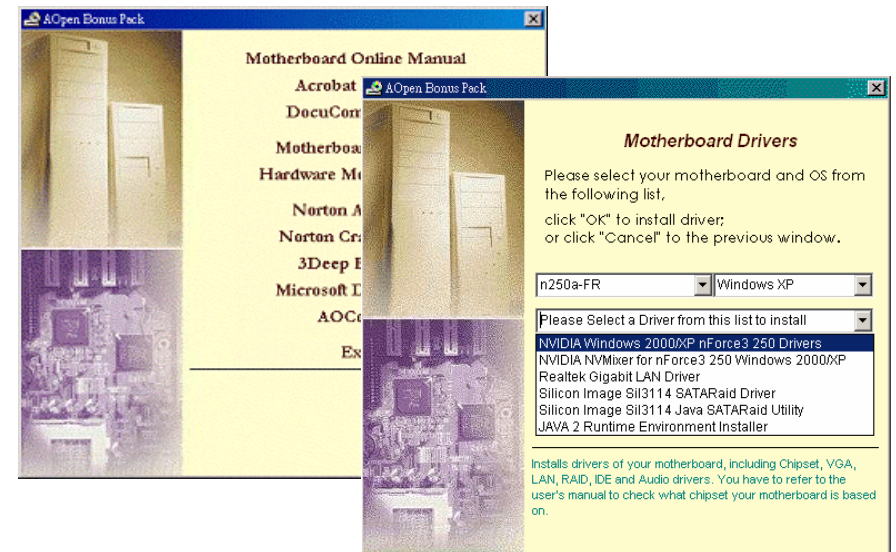 AOpen Bonus Pack
Motherboard Online Manual
Acrobat
DocuCom
Motherboa
Hardware Mo
Norton A
Norton Cra
3Deep
Microsoft D
AOCo
Ex
AOpen Bonus Pack
Motherboard Drivers
Please select your motherboard and OS from
the following list,
click "OK" to install driver;
or click "Cancel" to the previous window.
n250a-FR Windows XP
Please Select a Driver from this list to install
NVIDIA Windows 2000/XP nForce3 250 Drivers
NVIDIA NVMixer for nForce3 250 Windows 2000/XP
Realtek Gigabit LAN Driver
Silicon Image Sil3114 SATARaid Driver
Silicon Image Sil3114 Java SATARaid Utility
JAVA 2 Runtime Environment Installer
Installs drivers of your motherboard, including Chipset, VGA,
LAN, RAID, IDE and Audio drivers. You have to refer to the
user's manual to check what chipset your motherboard is based
on.